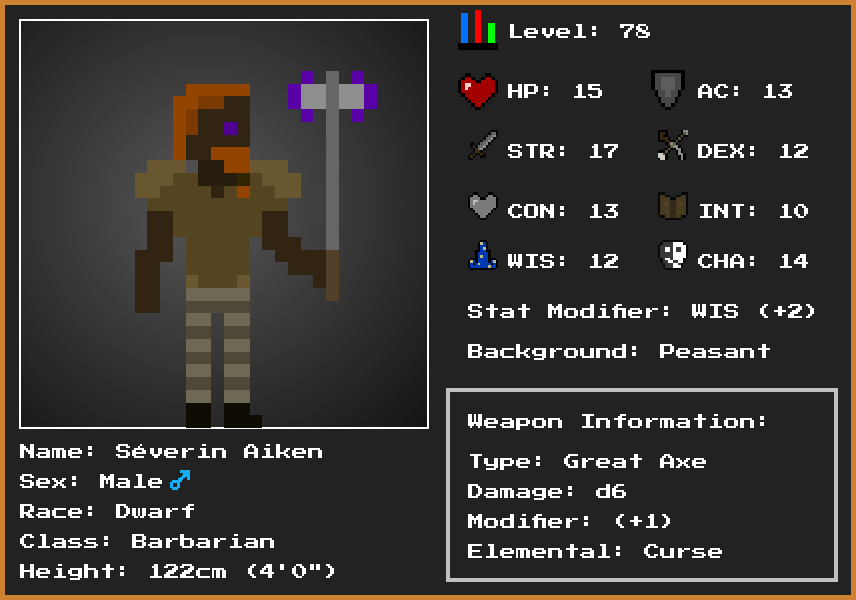 Level: 78
HP: 15
AC: 13
STR: 17
DEX: 12
CON: 13
INT: 10
WIS: 12
CHA: 14
Stat Modifier: WIS (+2)
Background: Peasant
Weapon Information:
Type: Great Axe
Damage: d6
Modifier: (+1)
Elemental: Curse
Name: Séverin Aiken
Sex: Male♂
Race: Dwarf
Class: Barbarian
Height: 122cm (4'0")